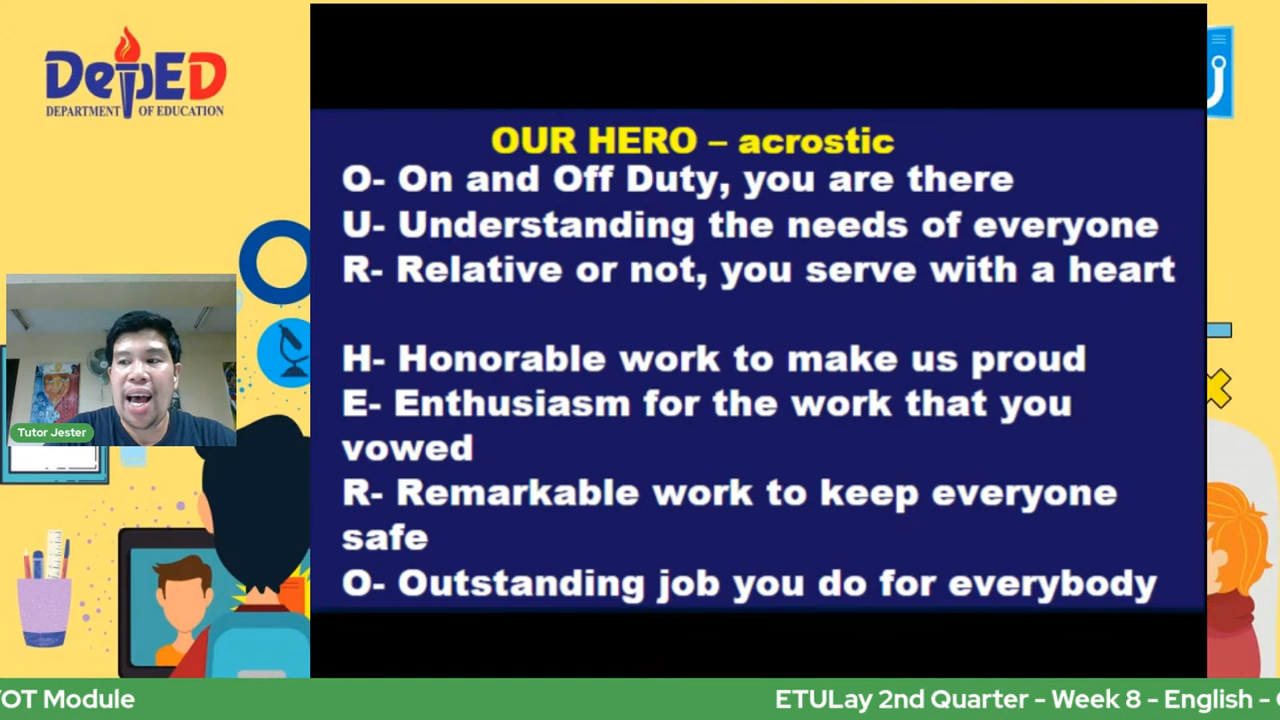 DepED
DEPARTMENT OF EDUCATION
OUR HERO – acrostic
O- On and Off Duty, you are there
U- Understanding the needs of everyone
R- Relative or not, you serve with a heart
H- Honorable work to make us proud
E- Enthusiasm for the work that you
vowed
R- Remarkable work to keep everyone
safe
O- Outstanding job you do for everybody
Tutor Jester
OT Module
ETULay 2nd Quarter - Week 8 - English -